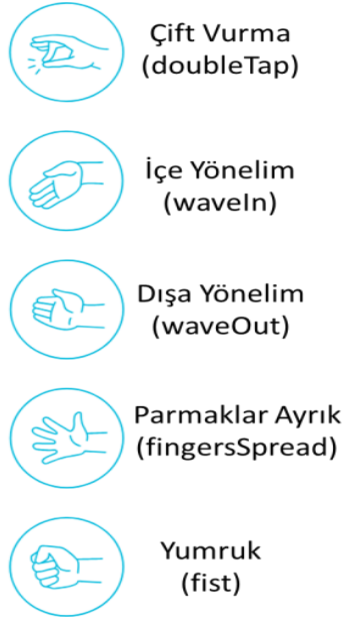 Çift Vurma
(doubleTap)
İçe Yönelim
(waveIn)
Dışa Yönelim
(waveOut)
Parmaklar Ayrık
(fingersSpread)
Yumruk
(fist)